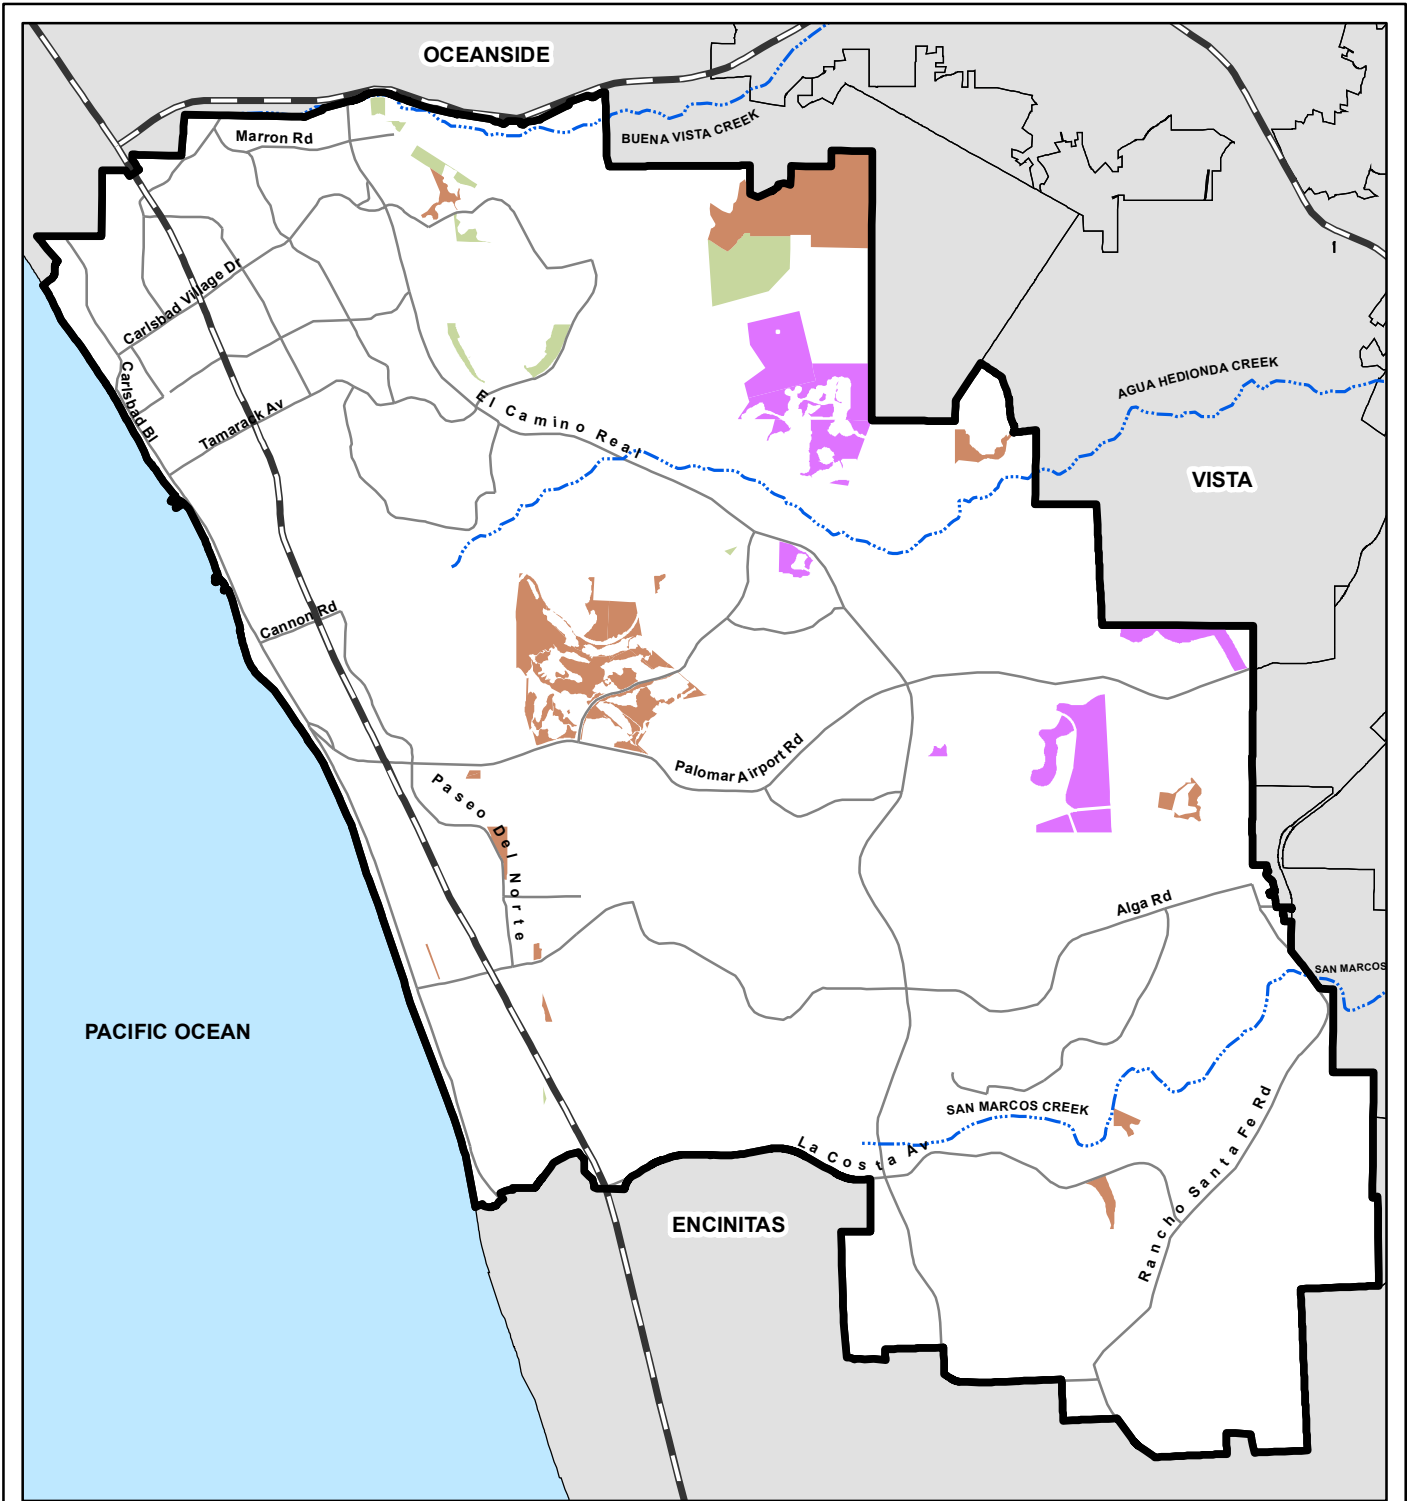 OCEANSIDE
BUENA VISTA CREEK
Marron Rd
Carlsbad Village Dr
Carlsbad Bl
Tamarack Av
El Camino Real
AGUA HEDIONDA CREEK
VISTA
Cannon Rd
Palomar Airport Rd
Paseo Del Norte
Alga Rd
SAN MARCOS
PACIFIC OCEAN
SAN MARCOS CREEK
La Costa Av
Rancho Santa Fe Rd
ENCINITAS